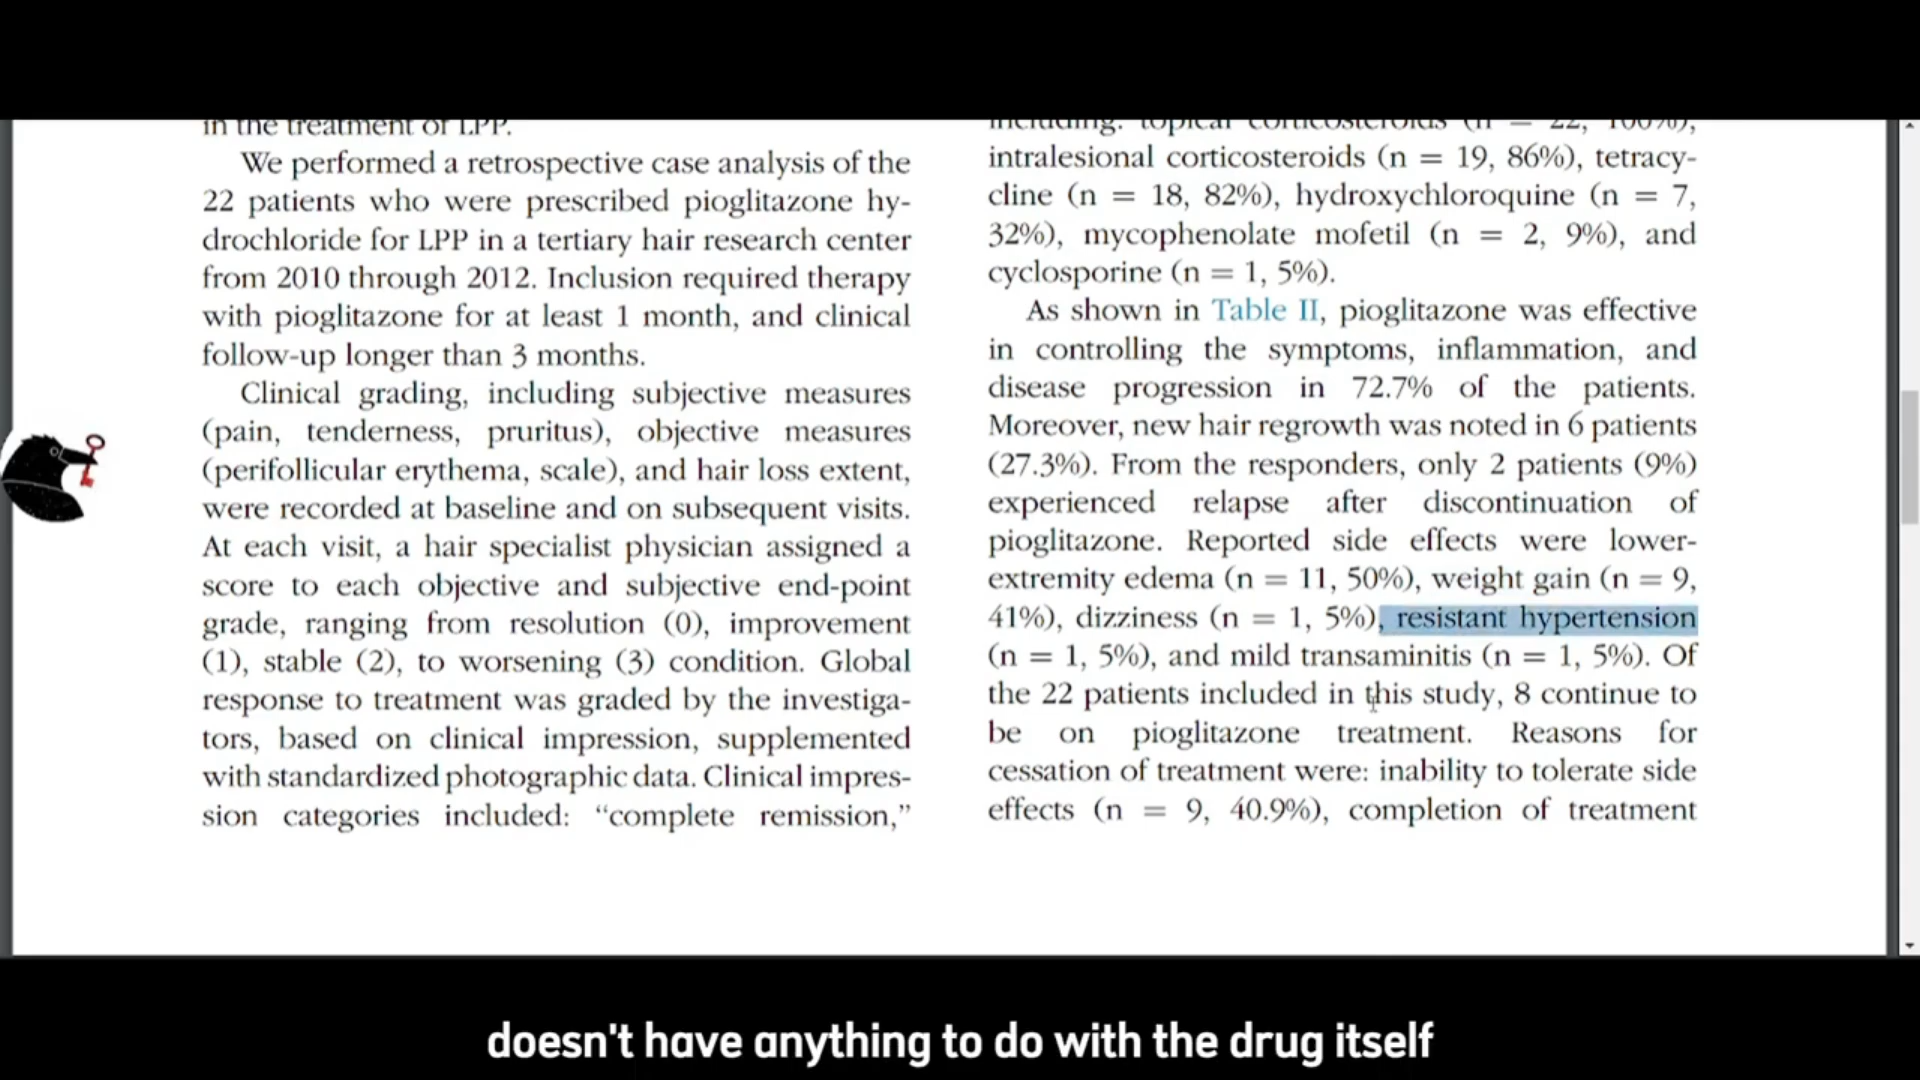 in the treatment of LPP.
We performed a retrospective case analysis of the
22 patients who were prescribed pioglitazone hy-
drochloride for LPP in a tertiary hair research center
from 2010 through 2012. Inclusion required therapy
with pioglitazone for at least 1 month, and clinical
follow-up longer than 3 months.
Clinical grading, including subjective measures
(pain, tenderness, pruritus), objective measures
(perifollicular erythema, scale), and hair loss extent,
were recorded at baseline and on subsequent visits.
At each visit, a hair specialist physician assigned a
score to each objective and subjective end-point
grade, ranging from resolution (0), improvement
(1), stable (2), to worsening (3) condition. Global
response to treatment was graded by the investiga-
tors, based on clinical impression, supplemented
with standardized photographic data. Clinical impres-
sion categories included: “complete remission,”
including: topical corticosteroids (n = 22, 100%),
intralesional corticosteroids (n = 19, 86%), tetracy-
cline (n = 18, 82%), hydroxychloroquine (n = 7,
32%), mycophenolate mofetil (n = 2, 9%), and
cyclosporine (n = 1, 5%).
As shown in Table II, pioglitazone was effective
in controlling the symptoms, inflammation, and
disease progression in 72.7% of the patients.
Moreover, new hair regrowth was noted in 6 patients
(27.3%). From the responders, only 2 patients (9%)
experienced relapse after discontinuation of
pioglitazone. Reported side effects were lower-
extremity edema (n = 11, 50%), weight gain (n = 9,
41%), dizziness (n = 1, 5%), resistant hypertension
(n = 1, 5%), and mild transaminitis (n = 1, 5%). Of
the 22 patients included in this study, 8 continue to
be on pioglitazone treatment. Reasons for
cessation of treatment were: inability to tolerate side
effects (n = 9, 40.9%), completion of treatment
doesn't have anything to do with the drug itself